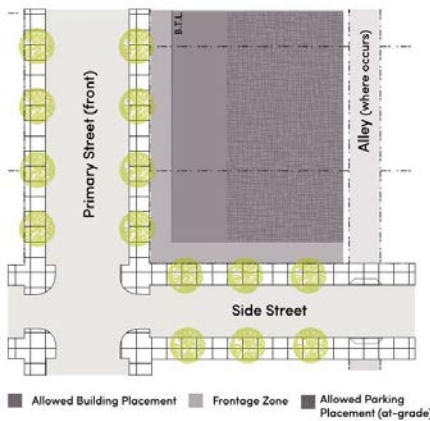 B.T.L.
Primary Street (front)
Alley (where occurs)
Side Street
Allowed Building Placement
Frontage Zone
Allowed Parking
Placement (at-grade)